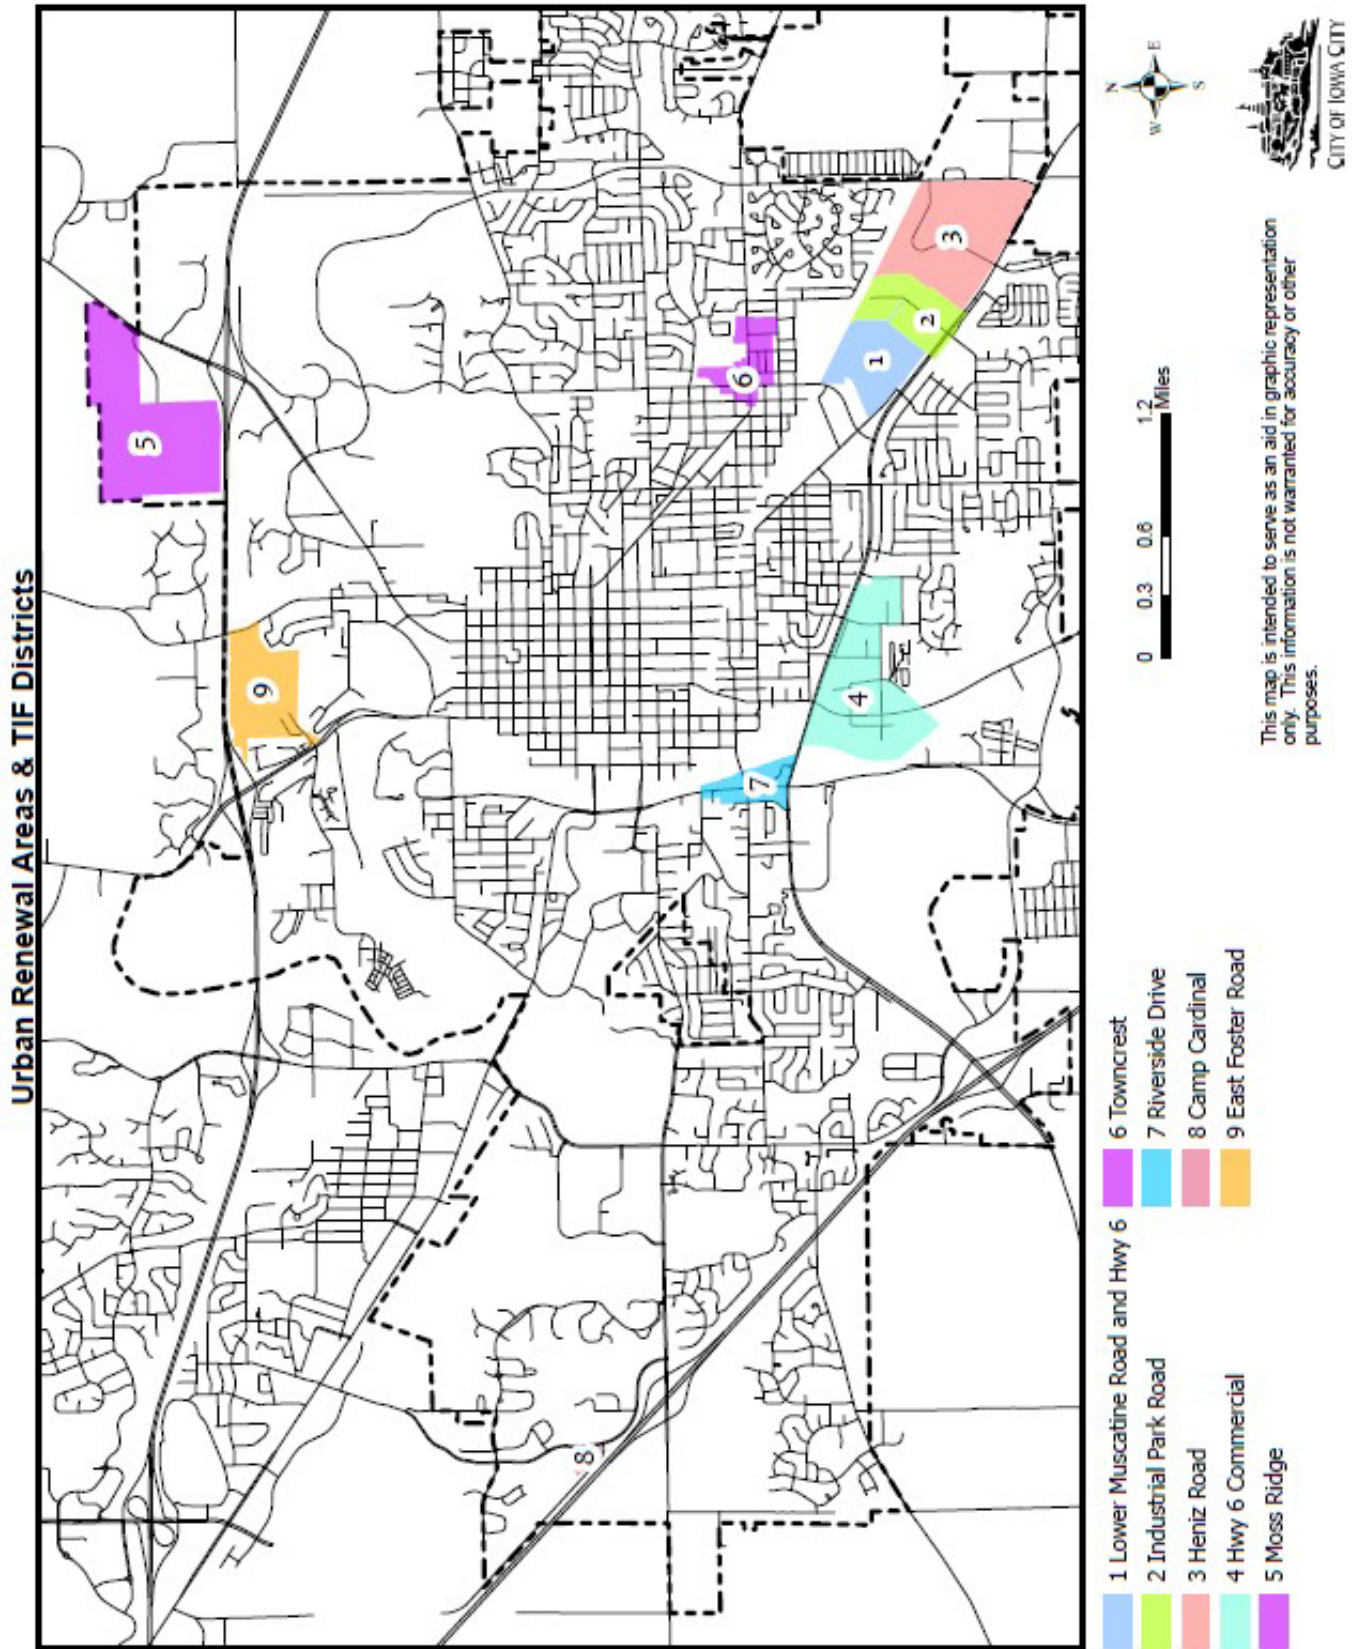 Urban Renewal Areas & TIF Districts
5
9
6
3
2
1
4
7
8
N
E
W
S
CITY OF IOWA CITY
0 0.3 0.6 1.2
Miles
This map is intended to serve as an aid in graphic representation
only. This information is not warranted for accuracy or other
purposes.
1 Lower Muscatine Road and Hwy 6
2 Industrial Park Road
3 Heniz Road
4 Hwy 6 Commercial
5 Moss Ridge
6 Towncrest
7 Riverside Drive
8 Camp Cardinal
9 East Foster Road